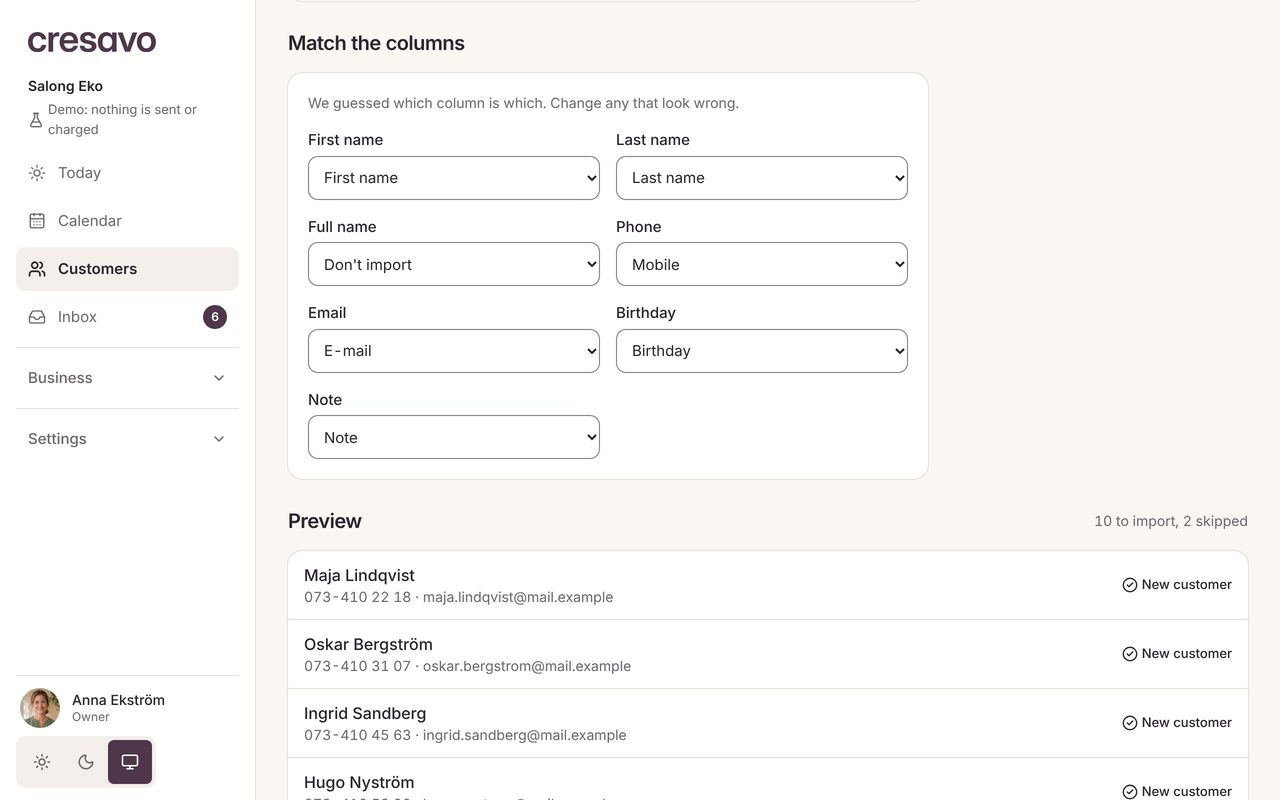 cresavo
Salong Eko
Demo: nothing is sent or
charged
Today
Calendar
Customers
Inbox
6
Business
Settings
Anna Ekström
Owner
Match the columns
We guessed which column is which. Change any that look wrong.
First name
Last name
First name
Last name
Full name
Phone
Don't import
Mobile
Email
Birthday
E-mail
Birthday
Note
Note
Preview
10 to import, 2 skipped
Maja Lindqvist
073-410 22 18 · maja.lindqvist@mail.example
New customer
Oskar Bergström
073-410 31 07 · oskar.bergstrom@mail.example
New customer
Ingrid Sandberg
073-410 45 63 · ingrid.sandberg@mail.example
New customer
Hugo Nyström
New customer